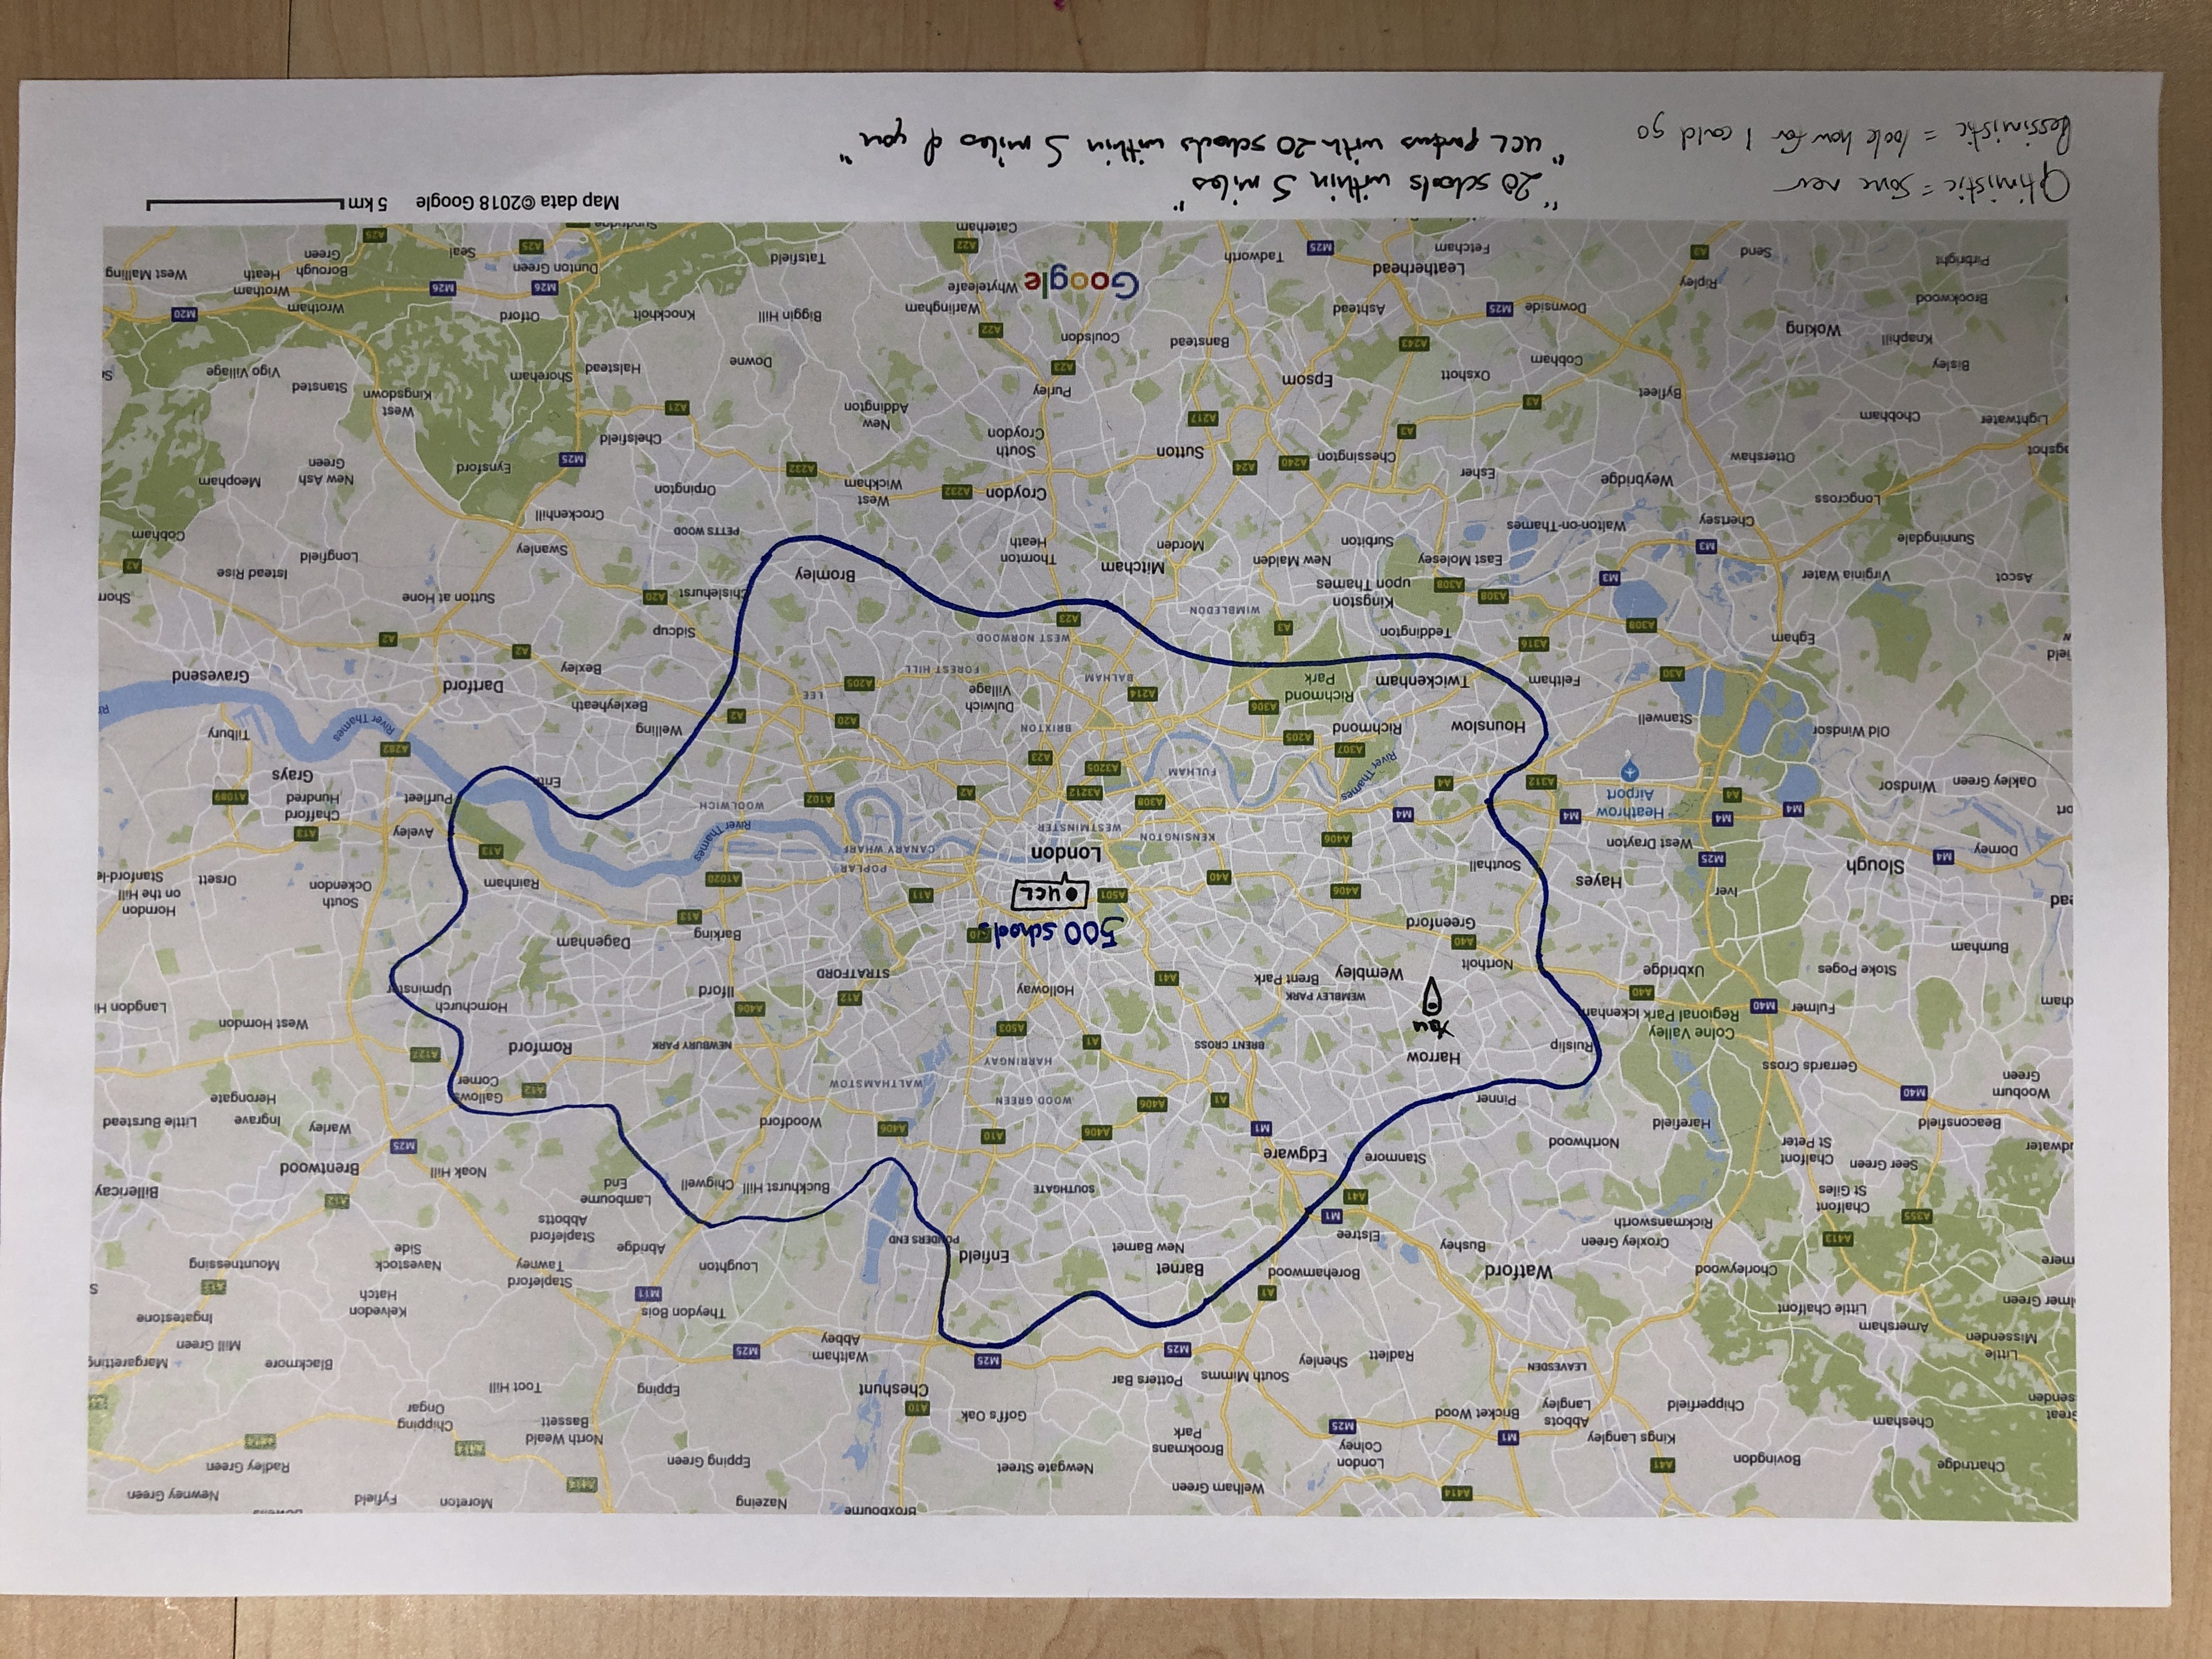 Broxbourne
Nazeing
Moreton
Fyfield
Newney Green
Chartridge
Bovingdon
A41
A414
Welham Green
Newgate Street
Epping Green
A414
Radley Green
Kings Langley
London
Colney
Brookmans
Park
North Weald
Bassett
A414
A414
Chesham
Abbots
Langley
M1
Bricket Wood
M25
Goff's Oak
A10
Chipping
Ongar
Great
Chipperfield
Cheshunt
Epping
Toot Hill
South Mimms
Potters Bar
LEAVESDEN
Radlett
Shenley
M25
M25
Waltham
Abbey
M25
Blackmore
Margaretting
Little
Missenden
Amersham
Mill Green
Little Chalfont
Theydon Bois
M11
Kelvedon
Hatch
Ingatestone
Chorleywood
Watford
A1
Borehamwood
Barnet
Loughton
Stapleford
Tawney
Navestock
Side
Mountnessing
A12
Croxley Green
Bushey
New Barnet
Enfield
Abridge
A413
Rickmansworth
Elstree
PONDERS END
Stapleford
Abbotts
A355
Chalfont
St Giles
M1
A41
SOUTHGATE
Buckhurst Hill
Chigwell
Lambourne
End
A12
Billericay
Seer Green
Chalfont
St Peter
Stanmore
Edgware
Noak Hill
Brentwood
Northwood
M1
A406
A10
A406
M25
Beaconsfield
Harefield
Woodford
Warley
Ingrave
Little Burstead
Wooburn
Green
M40
Pinner
A1
A406
WOOD GREEN
Herongate
Gerrards Cross
WALTHAMSTOW
A12
Gallows
Corner
Ruislip
Harrow
BRENT CROSS
HARRINGAY
NEWBURY PARK
Romford
A127
You
A1
A503
Colne Valley
Regional Park
Ickenham
West Horndon
Fulmer
M40
A40
WEMBLEY PARK
Holloway
A12
A406
Hornchurch
Upminster
Langdon Hi
Stoke Poges
Uxbridge
Northolt
Wembley
Brent Park
A41
STRATFORD
Ilford
Burnham
A40
Greenford
500 schools
Barking
A13
Dagenham
Iver
Hayes
A406
A501
UCL
A11
South
Ockendon
Horndon
on the Hill
Slough
M25
Southall
A40
London
POPLAR
A1020
Rainham
Orsett
Stanford-le
Dorney
M4
West Drayton
KENSINGTON
WESTMINSTER
CANARY WHARF
River Thames
A13
Aveley
A13
M4
M4
Heathrow
Airport
M4
M4
A406
WOOLWICH
Chafford
Hundred
A1089
Oakley Green
Windsor
A4
A312
A4
River Thames
A308
A3212
A2
A102
Purfleet
Grays
FULHAM
A3205
A23
Erith
Old Windsor
Stanwell
Hounslow
A307
Richmond
A205
BRIXTON
A20
A2
Welling
A282
River Thames
Tilbury
A30
Feltham
Twickenham
Richmond
Park
A306
A214
BALHAM
Dulwich
Village
A205
LEE
Bexleyheath
Dartford
Gravesend
FOREST HILL
Bexley
A2
Egham
A308
A316
Teddington
A3
WEST NORWOOD
A23
Sidcup
A2
WIMBLEDON
Ascot
Virginia Water
M3
A308
A308
Kingston
upon Thames
Chislehurst
A20
Sutton at Hone
Mitcham
Bromley
Istead Rise
A2
Sunningdale
M3
East Molesey
New Malden
Morden
Thornton
Heath
Swanley
Longfield
Cobham
Chertsey
Walton-on-Thames
Surbiton
PETTS WOOD
Crockenhill
Longcross
Weybridge
Esher
Croydon
A232
West
Wickham
Orpington
Eynsford
New Ash
Green
Meopham
Ottershaw
Chessington
A240
A24
Sutton
South
Croydon
A232
M25
Lightwater
Chobham
A3
A3
A217
New
Addington
Chelsfield
A21
West
Kingsdown
Stansted
Byfleet
Oxshott
Epsom
Purley
Downe
Halstead
Shoreham
Vigo Village
Bisley
Knaphill
Woking
Cobham
A243
Banstead
A23
Coulsdon
A22
Biggin Hill
Knockholt
Otford
Wrotham
M20
Brookwood
Downside
M25
Ashtead
Warlingham
M26
M26
Wrotham
Heath
Pirbright
Ripley
Leatherhead
Google
Whyteleafe
Dunton Green
Borough
Green
West Malling
Send
A3
Fetcham
M25
Tadworth
A22
Caterham
Tatsfield
A25
Seal
A25
Sundridge
Map data ©2018 Google
5 km
Optimistic = some new
Pessimistic = look how far I could go
"20 schools within 5 miles"
"UCL partners with 20 schools within 5 miles of you"